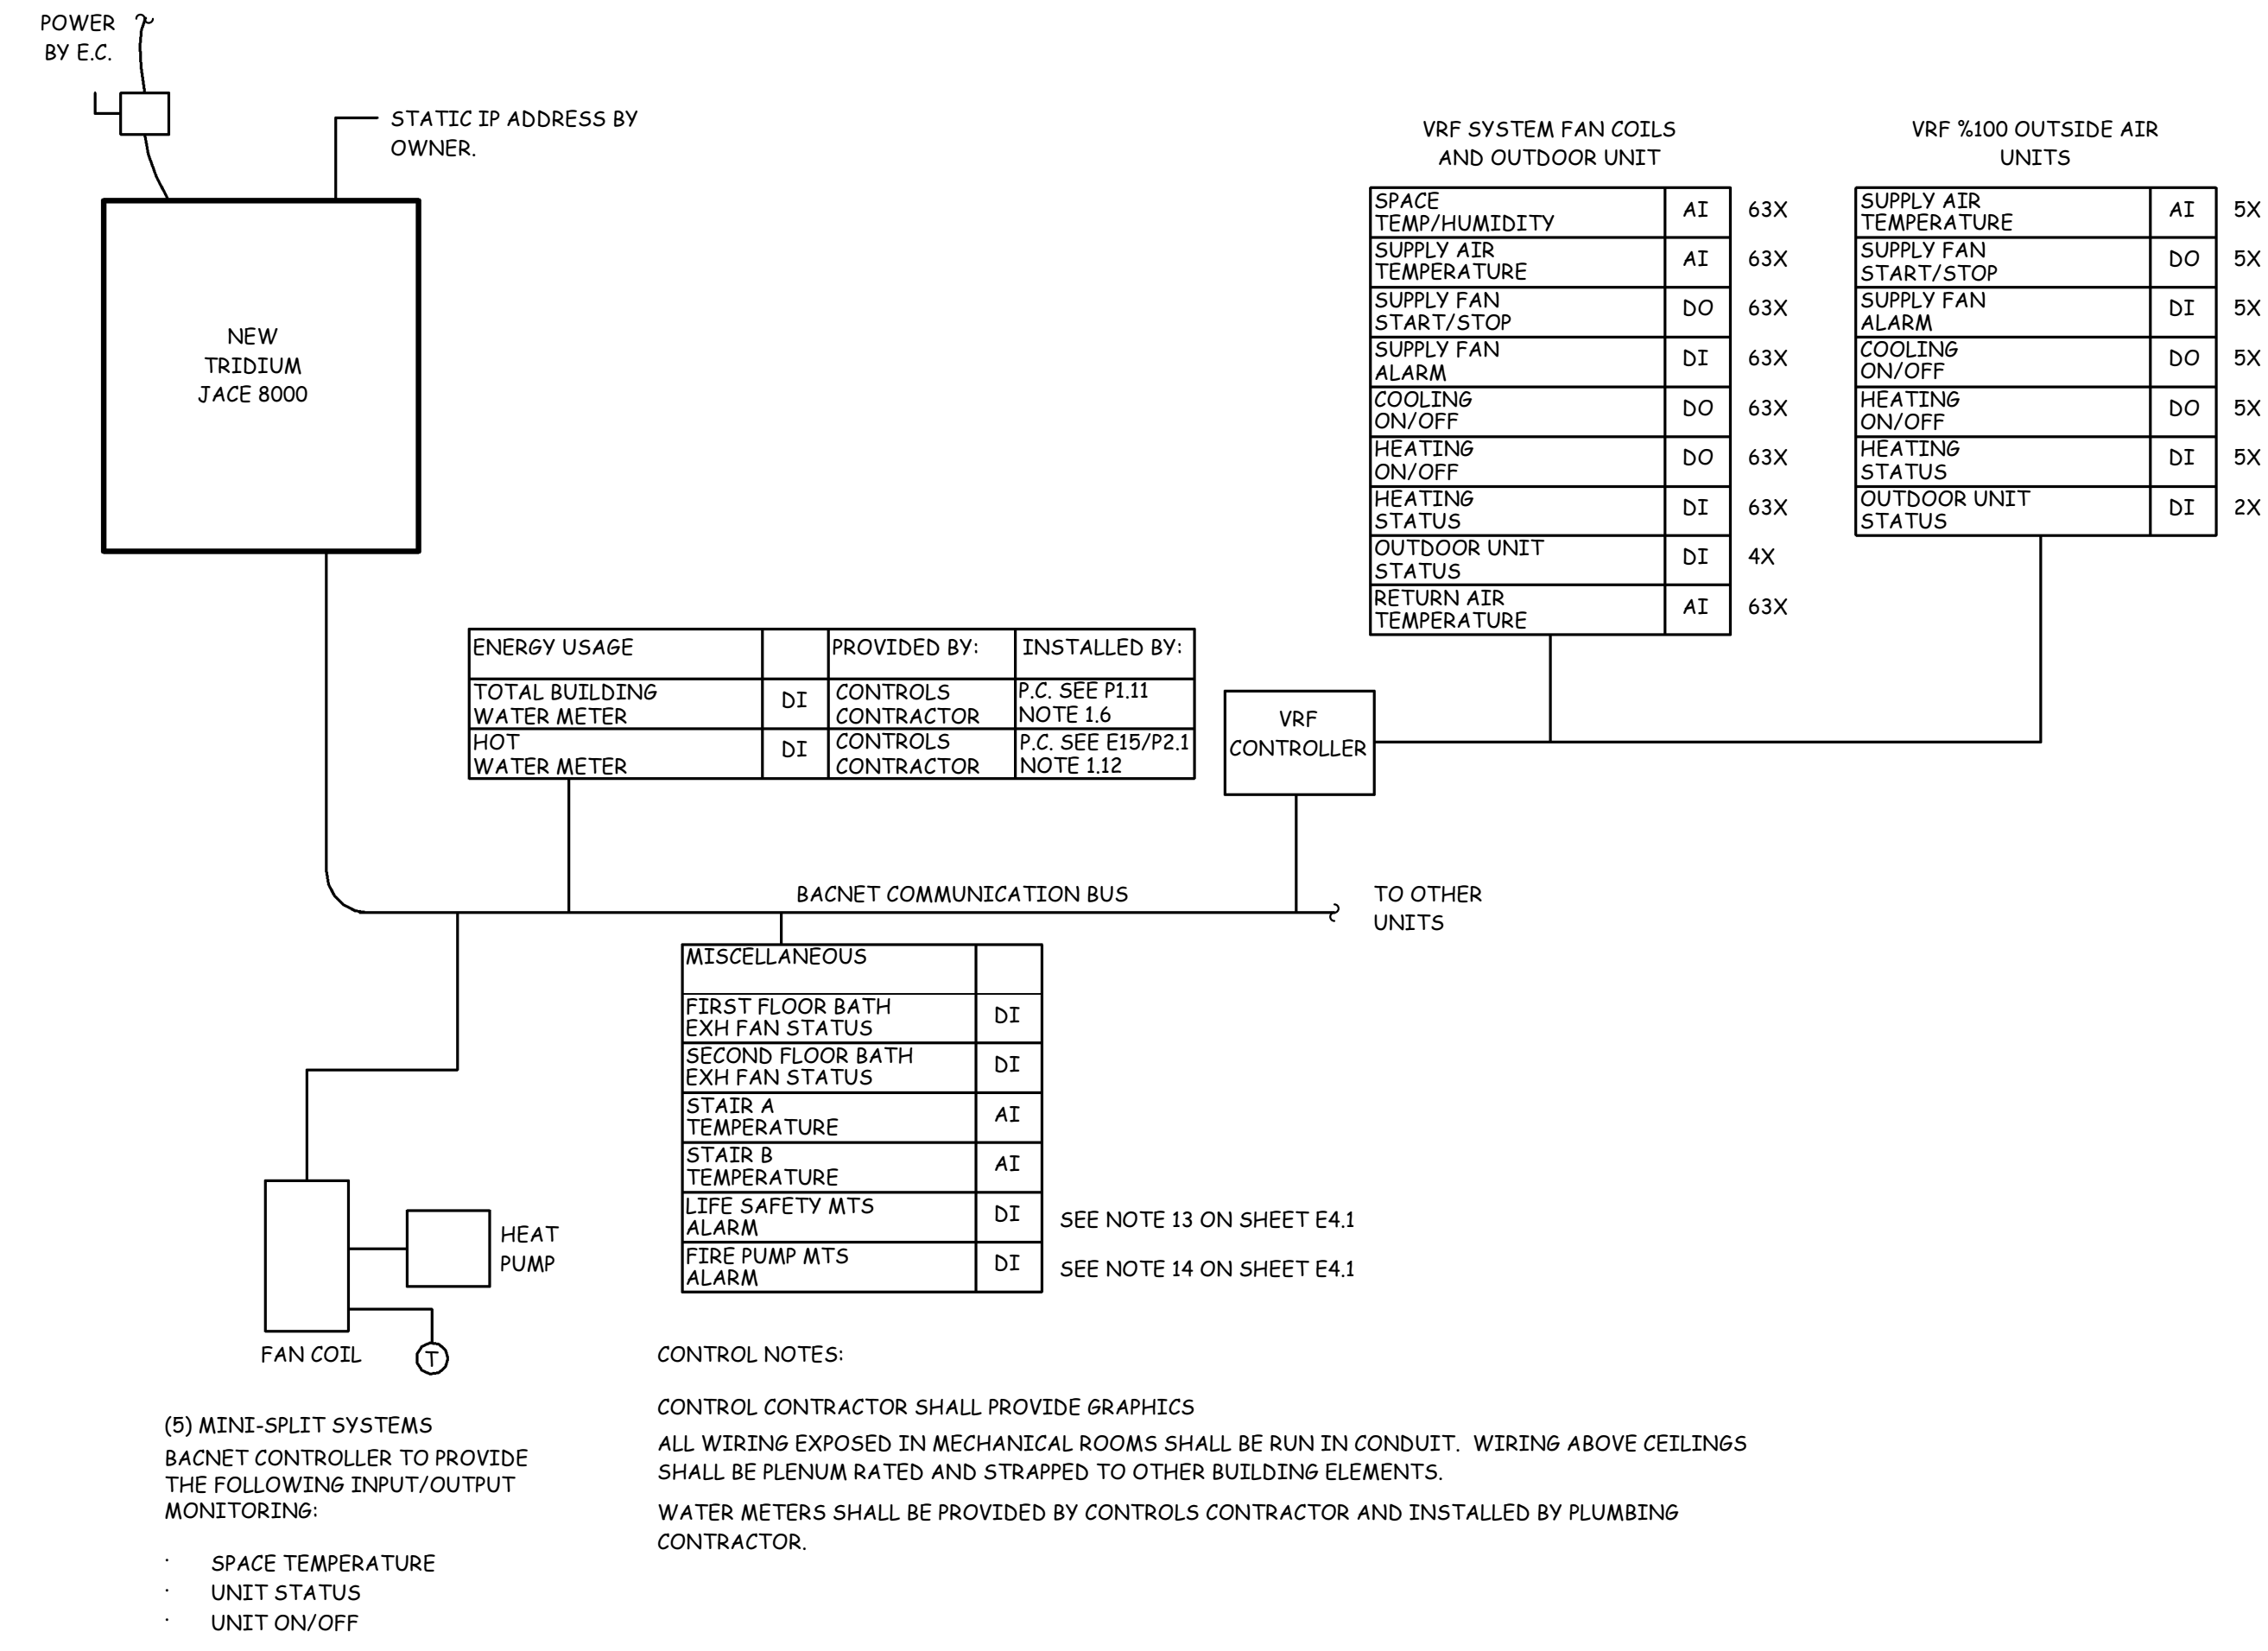 POWER
BY E.C.
STATIC IP ADDRESS BY
OWNER.
NEW
TRIDIUM
JACE 8000
VRF SYSTEM FAN COILS
AND OUTDOOR UNIT
SPACE
TEMP/HUMIDITY AI 63X
SUPPLY AIR
TEMPERATURE AI 63X
SUPPLY FAN
START/STOP DO 63X
SUPPLY FAN
ALARM DI 63X
COOLING
ON/OFF DO 63X
HEATING
ON/OFF DO 63X
HEATING
STATUS DI 63X
OUTDOOR UNIT
STATUS DI 4X
RETURN AIR
TEMPERATURE AI 63X
VRF %100 OUTSIDE AIR
UNITS
SUPPLY AIR
TEMPERATURE AI 5X
SUPPLY FAN
START/STOP DO 5X
SUPPLY FAN
ALARM DI 5X
COOLING
ON/OFF DO 5X
HEATING
ON/OFF DO 5X
HEATING
STATUS DI 5X
OUTDOOR UNIT
STATUS DI 2X
ENERGY USAGE PROVIDED BY: INSTALLED BY:
TOTAL BUILDING DI CONTROLS P.C. SEE P1.11
WATER METER CONTRACTOR NOTE 1.6
HOT DI CONTROLS P.C. SEE E15/P2.1
WATER METER CONTRACTOR NOTE 1.12
VRF
CONTROLLER
BACNET COMMUNICATION BUS
TO OTHER
UNITS
MISCELLANEOUS
FIRST FLOOR BATH
EXH FAN STATUS DI
SECOND FLOOR BATH
EXH FAN STATUS DI
STAIR A
TEMPERATURE AI
STAIR B
TEMPERATURE AI
LIFE SAFETY MTS
ALARM DI SEE NOTE 13 ON SHEET E4.1
FIRE PUMP MTS
ALARM DI SEE NOTE 14 ON SHEET E4.1
HEAT
PUMP
FAN COIL
T
(5) MINI-SPLIT SYSTEMS
BACNET CONTROLLER TO PROVIDE
THE FOLLOWING INPUT/OUTPUT
MONITORING:
· SPACE TEMPERATURE
· UNIT STATUS
· UNIT ON/OFF
CONTROL NOTES:
CONTROL CONTRACTOR SHALL PROVIDE GRAPHICS
ALL WIRING EXPOSED IN MECHANICAL ROOMS SHALL BE RUN IN CONDUIT. WIRING ABOVE CEILINGS
SHALL BE PLENUM RATED AND STRAPPED TO OTHER BUILDING ELEMENTS.
WATER METERS SHALL BE PROVIDED BY CONTROLS CONTRACTOR AND INSTALLED BY PLUMBING
CONTRACTOR.